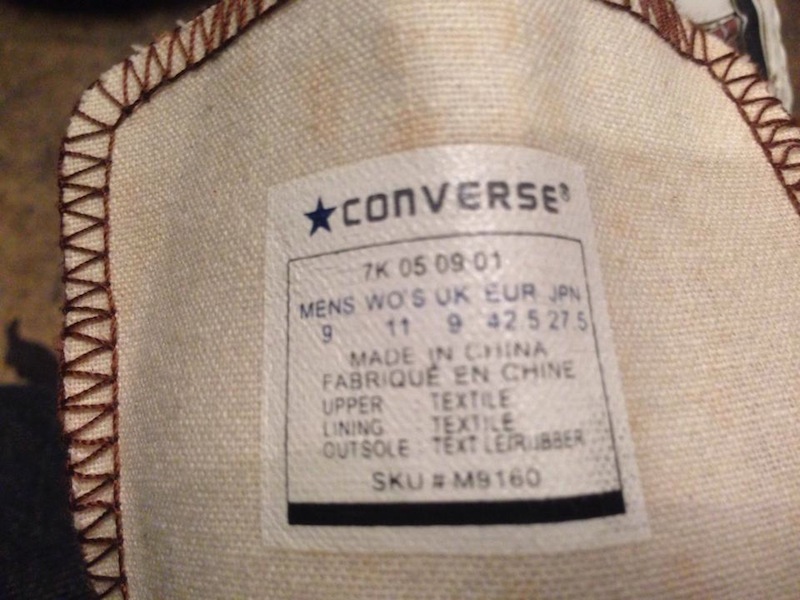 CONVERSE®
7K 05 09 01
MENS WO'S UK EUR JPN
9 11 9 42.5 27.5
MADE IN CHINA
FABRIQUÉ EN CHINE
UPPER TEXTILE
LINING TEXTILE
OUTSOLE TEXTILE/RUBBER
SKU # M9160